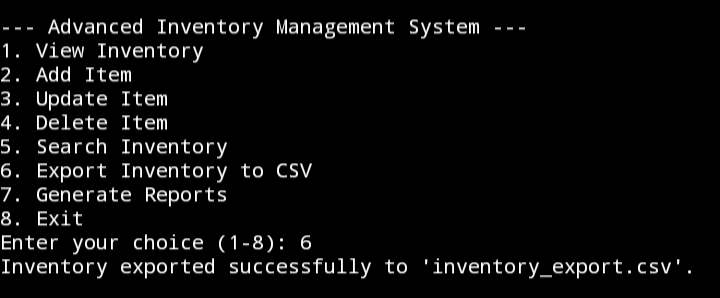 --- Advanced Inventory Management System ---
1. View Inventory
2. Add Item
3. Update Item
4. Delete Item
5. Search Inventory
6. Export Inventory to CSV
7. Generate Reports
8. Exit
Enter your choice (1-8): 6
Inventory exported successfully to 'inventory_export.csv'.